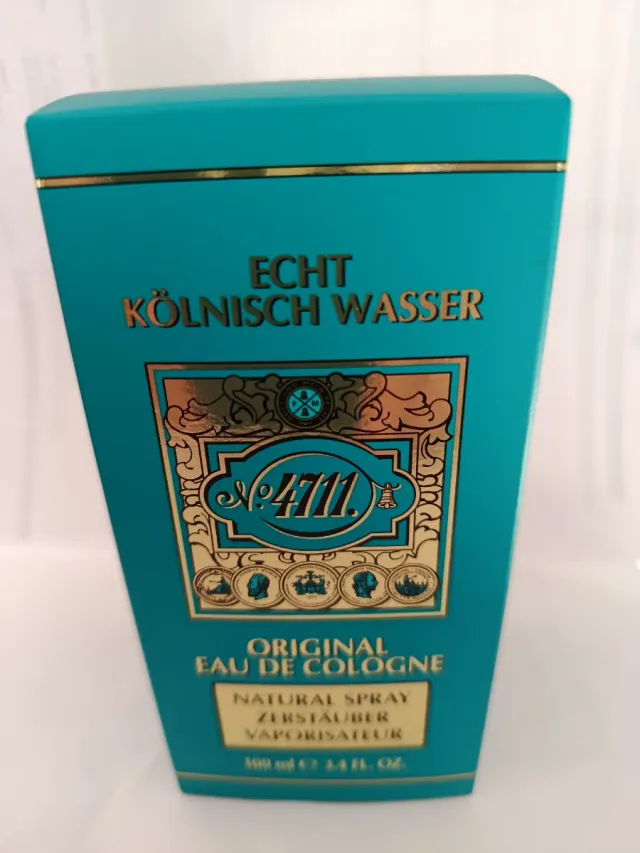 ECHT
KÖLNISCH WASSER
No. 4711.
ORIGINAL
EAU DE COLOGNE
NATURAL SPRAY
ZERSTÄUBER
VAPORISATEUR
100 ml ℮ 3.4 FL. OZ.